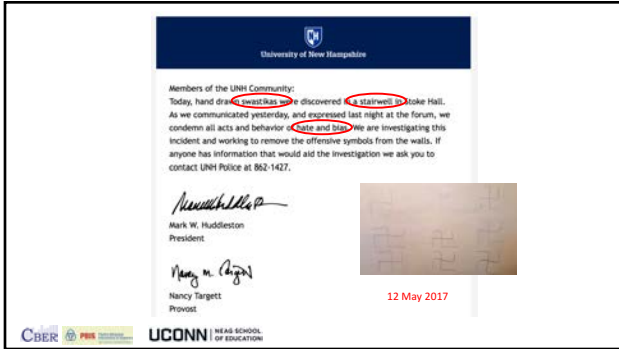 University of New Hampshire
Members of the UNH Community:
Today, hand drawn swastikas were discovered in a stairwell in Stoke Hall.
As we communicated yesterday, and expressed last night at the forum, we
condemn all acts and behavior of hate and bias. We are investigating this
incident and working to remove the offensive symbols from the walls. If
anyone has information that would aid the investigation we ask you to
contact UNH Police at 862-1427.
Mark W. Huddleston
President
Nancy M. Targett
Nancy Targett
Provost
12 May 2017
CBER
PBIS
UCONN
NEAG SCHOOL
OF EDUCATION